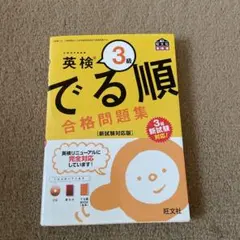 英検
3級
でる順
合格問題集
[新試験対応版]
3級
新試験
対応!
英検リニューアルに
完全対応
しています!
旺文社